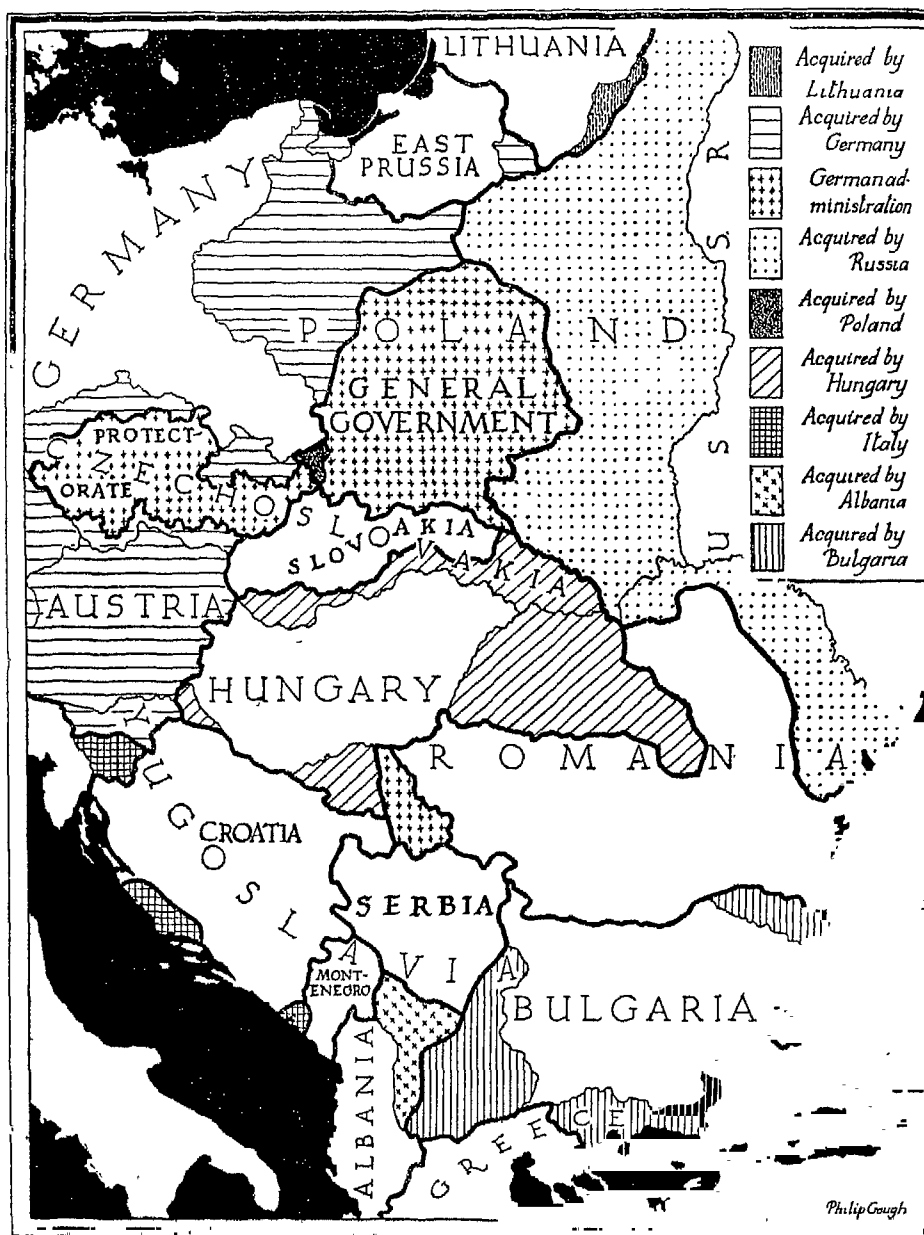 LITHUANIA
EAST
PRUSSIA
GERMANY
POLAND
GENERAL
GOVERNMENT
U S S R
PROTECT-
ORATE
CZECHOSLOVAKIA
SLOVAKIA
AUSTRIA
HUNGARY
ROMANIA
YUGOSLAVIA
CROATIA
SERBIA
MONT-
ENEGRO
BULGARIA
ALBANIA
GREECE
Acquired by
Lithuania
Acquired by
Germany
German ad-
ministration
Acquired by
Russia
Acquired by
Poland
Acquired by
Hungary
Acquired by
Italy
Acquired by
Albania
Acquired by
Bulgaria
Philip Gough